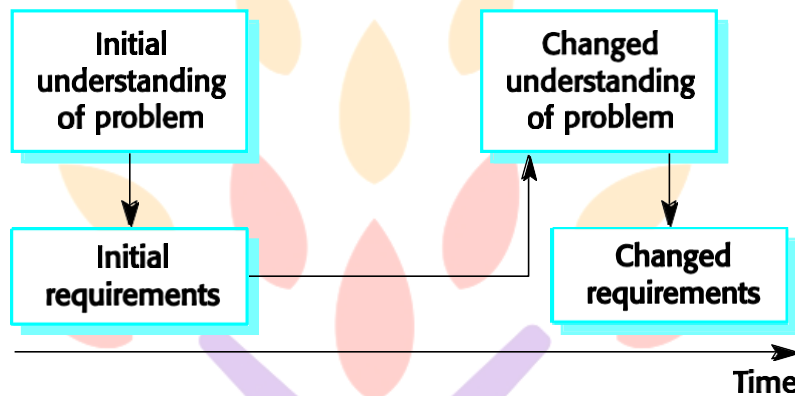 Initial
understanding
of problem
Changed
understanding
of problem
Initial
requirements
Changed
requirements
Time